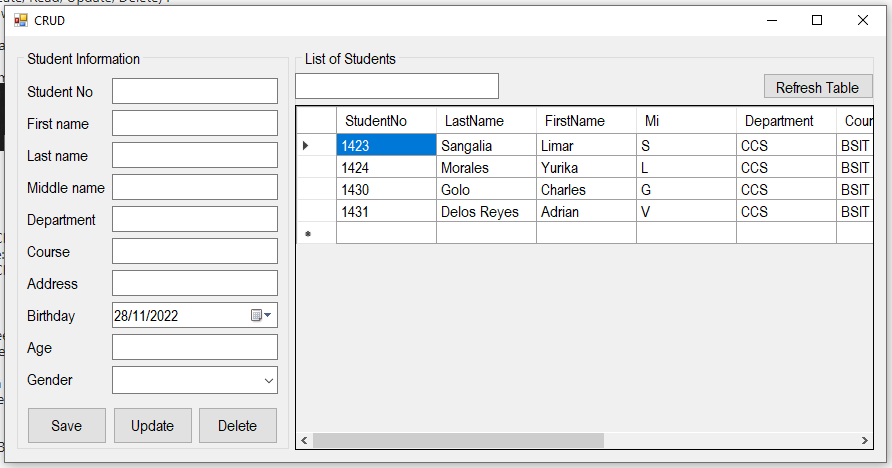 CRUD
Student Information
Student No
First name
Last name
Middle name
Department
Course
Address
Birthday 28/11/2022
Age
Gender
Save Update Delete
List of Students
Refresh Table
StudentNo LastName FirstName Mi Department Cour
1423 Sangalia Limar S CCS BSIT
1424 Morales Yurika L CCS BSIT
1430 Golo Charles G CCS BSIT
1431 Delos Reyes Adrian V CCS BSIT